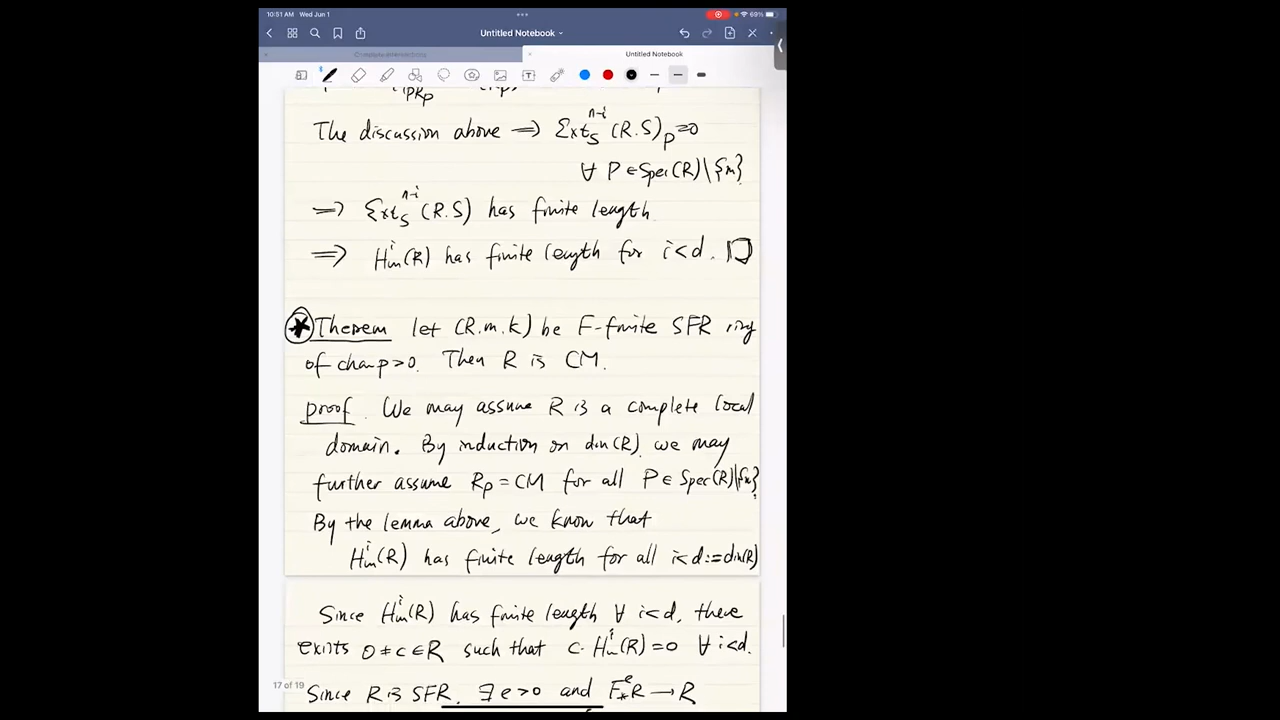 10:51 AM Wed Jun 1
69%
Untitled Notebook
Untitled Notebook
The discussion above ⟹ Ext_S^{n-i}(R.S)_P=0
∀ P∈Spec(R)\{m}
⟹ Ext_S^{n-i}(R.S) has finite length
⟹ H_m^i(R) has finite length for i<d. □
★ Theorem let (R.m.k) be F-finite SFR ring
of char p>0. Then R is CM.
proof. We may assume R is a complete local
domain. By induction on dim(R), we may
further assume R_P = CM for all P∈Spec(R)\{m}.
By the lemma above, we know that
H_m^i(R) has finite length for all i<d:=dim(R)
Since H_m^i(R) has finite length ∀ i<d, there
exists 0≠c∈R such that c·H_m^i(R)=0 ∀ i<d.
17 of 19
Since R is SFR, ∃ e>0 and F_*^e R → R